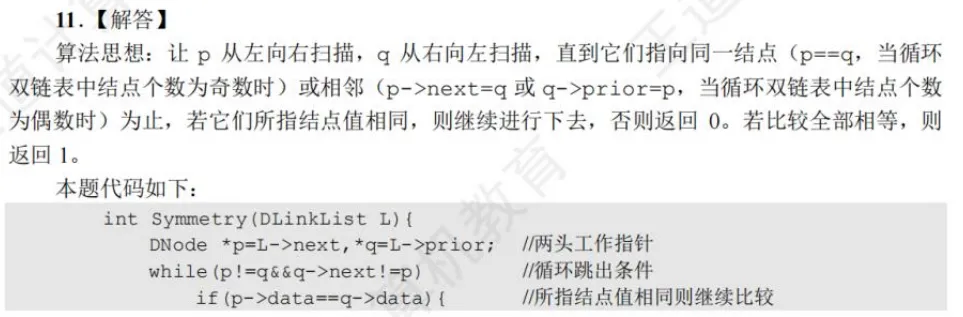 11.【解答】
算法思想：让 p 从左向右扫描，q 从右向左扫描，直到它们指向同一结点（p==q，当循环
双链表中结点个数为奇数时）或相邻（p->next=q 或 q->prior=p，当循环双链表中结点个数
为偶数时）为止，若它们所指结点值相同，则继续进行下去，否则返回 0。若比较全部相等，则
返回 1。
本题代码如下：
int Symmetry(DLinkList L){
DNode *p=L->next,*q=L->prior; //两头工作指针
while(p!=q&&q->next!=p) //循环跳出条件
if(p->data==q->data){ //所指结点值相同则继续比较